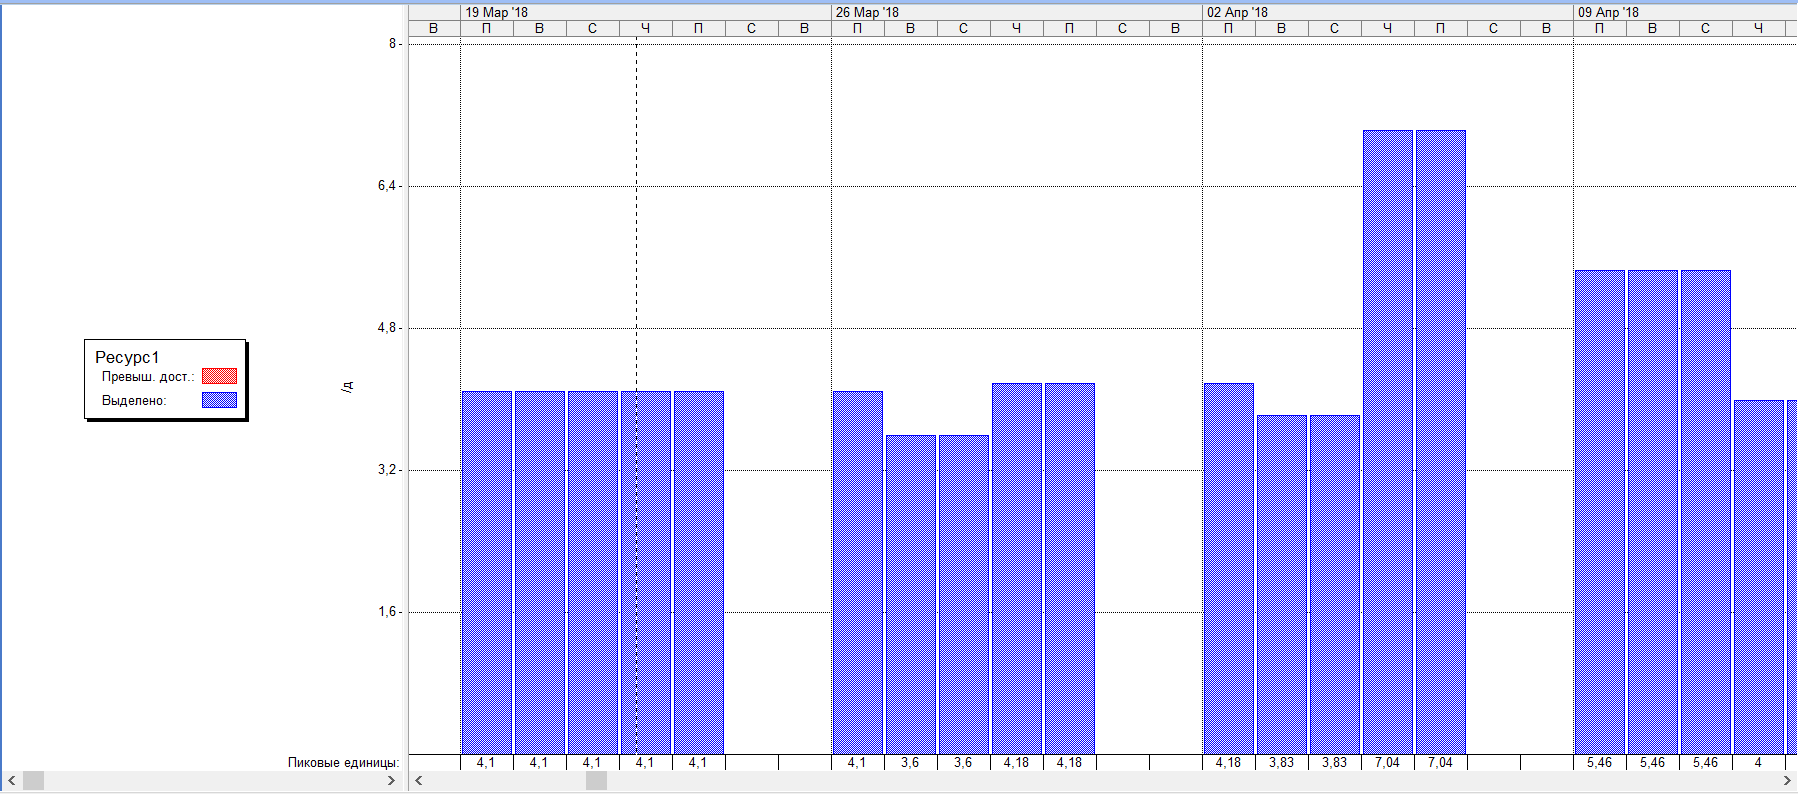 19 Мар '18 26 Мар '18 02 Апр '18 09 Апр '18
В П В С Ч П С В П В С Ч П С В П В С Ч П С В П В С Ч
8
6,4
4,8
3,2
1,6
/д
Ресурс1
Превыш. дост.:
Выделено:
Пиковые единицы: 4,1 4,1 4,1 4,1 4,1 4,1 3,6 3,6 4,18 4,18 4,18 3,83 3,83 7,04 7,04 5,46 5,46 5,46 4